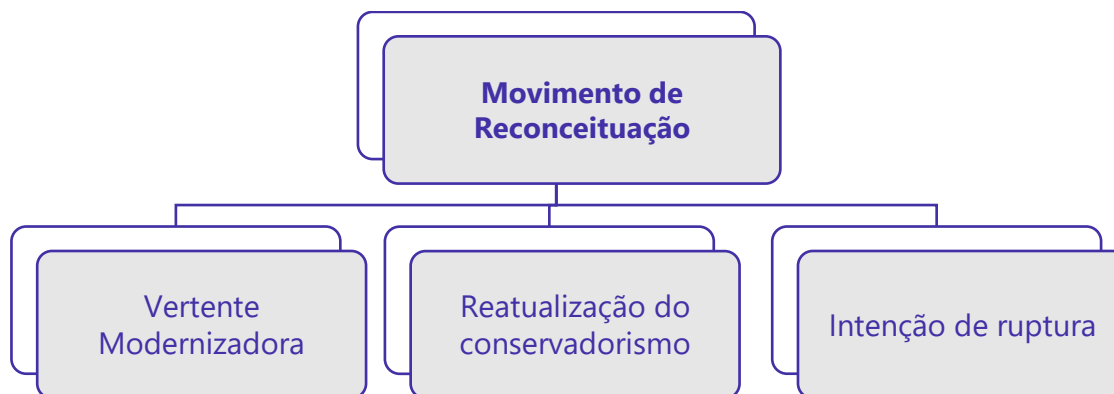 Movimento de
Reconceituação
Vertente
Modernizadora
Reatualização do
conservadorismo
Intenção de ruptura